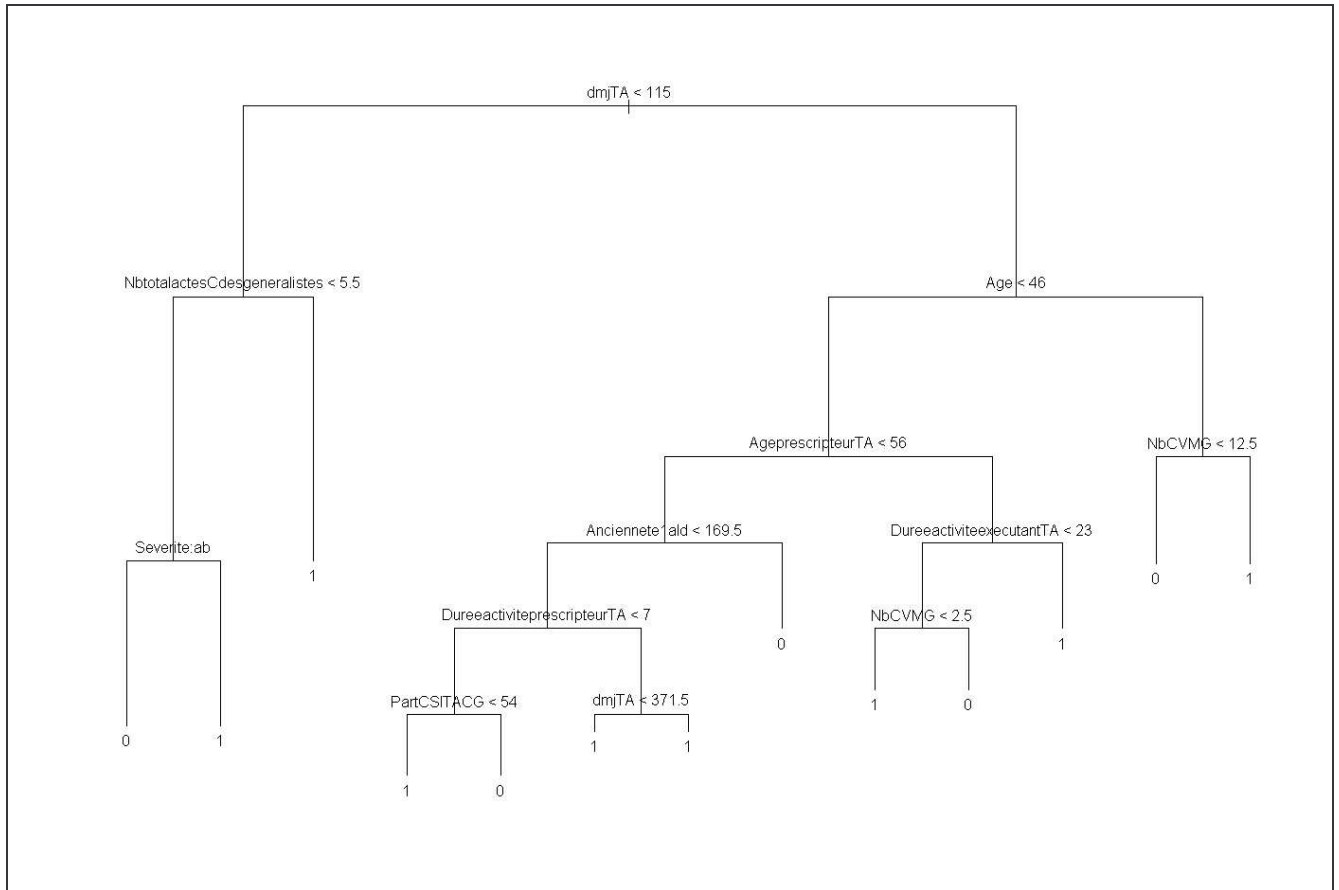 dmjTA < 115
NbtotalactesCdesgeneralistes < 5.5
Age < 46
AgeprescripteurTA < 56
NbCVMG < 12.5
Anciennete1ald < 169.5
DureeactiviteexecutantTA < 23
Severite:ab
1
0
1
DureeactiviteprescripteurTA < 7
NbCVMG < 2.5
0
1
PartCSITACG < 54
dmjTA < 371.5
1
0
0
1
1
1
1
0